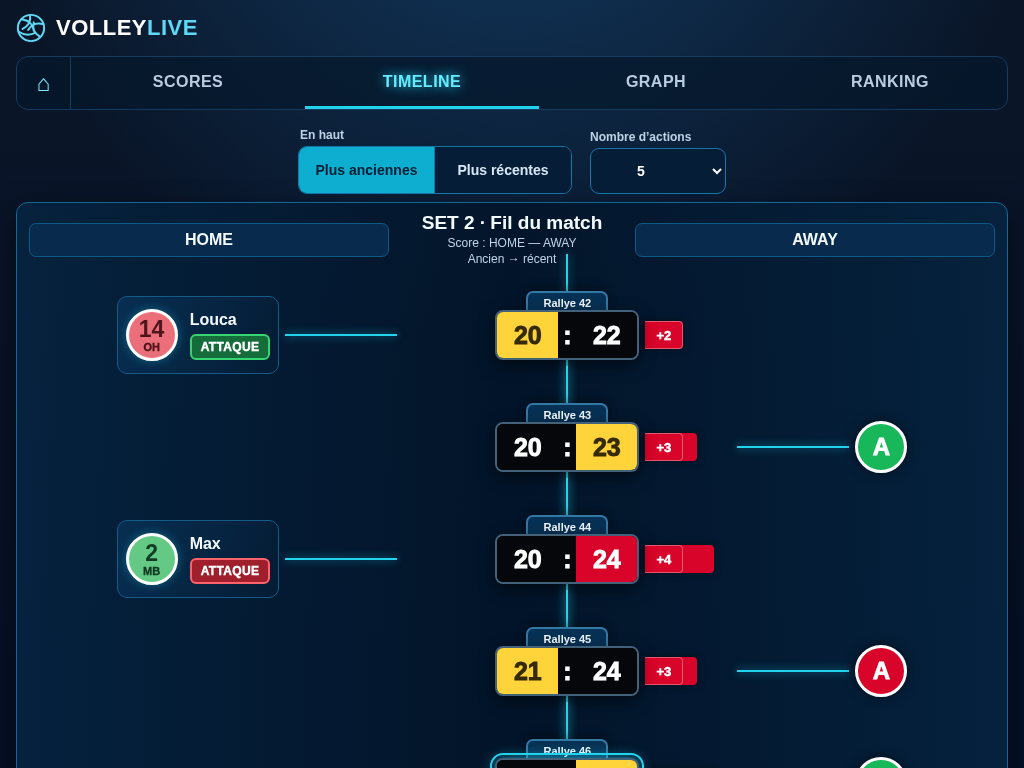 VOLLEYLIVE
SCORES
TIMELINE
GRAPH
RANKING
En haut
Nombre d’actions
Plus anciennes
Plus récentes
5
SET 2 · Fil du match
HOME
Score : HOME — AWAY
AWAY
Ancien → récent
Rallye 42
14
OH
Louca
ATTAQUE
20 : 22
+2
Rallye 43
20 : 23
+3
A
Rallye 44
2
MB
Max
ATTAQUE
20 : 24
+4
Rallye 45
21 : 24
+3
A
Rallye 46